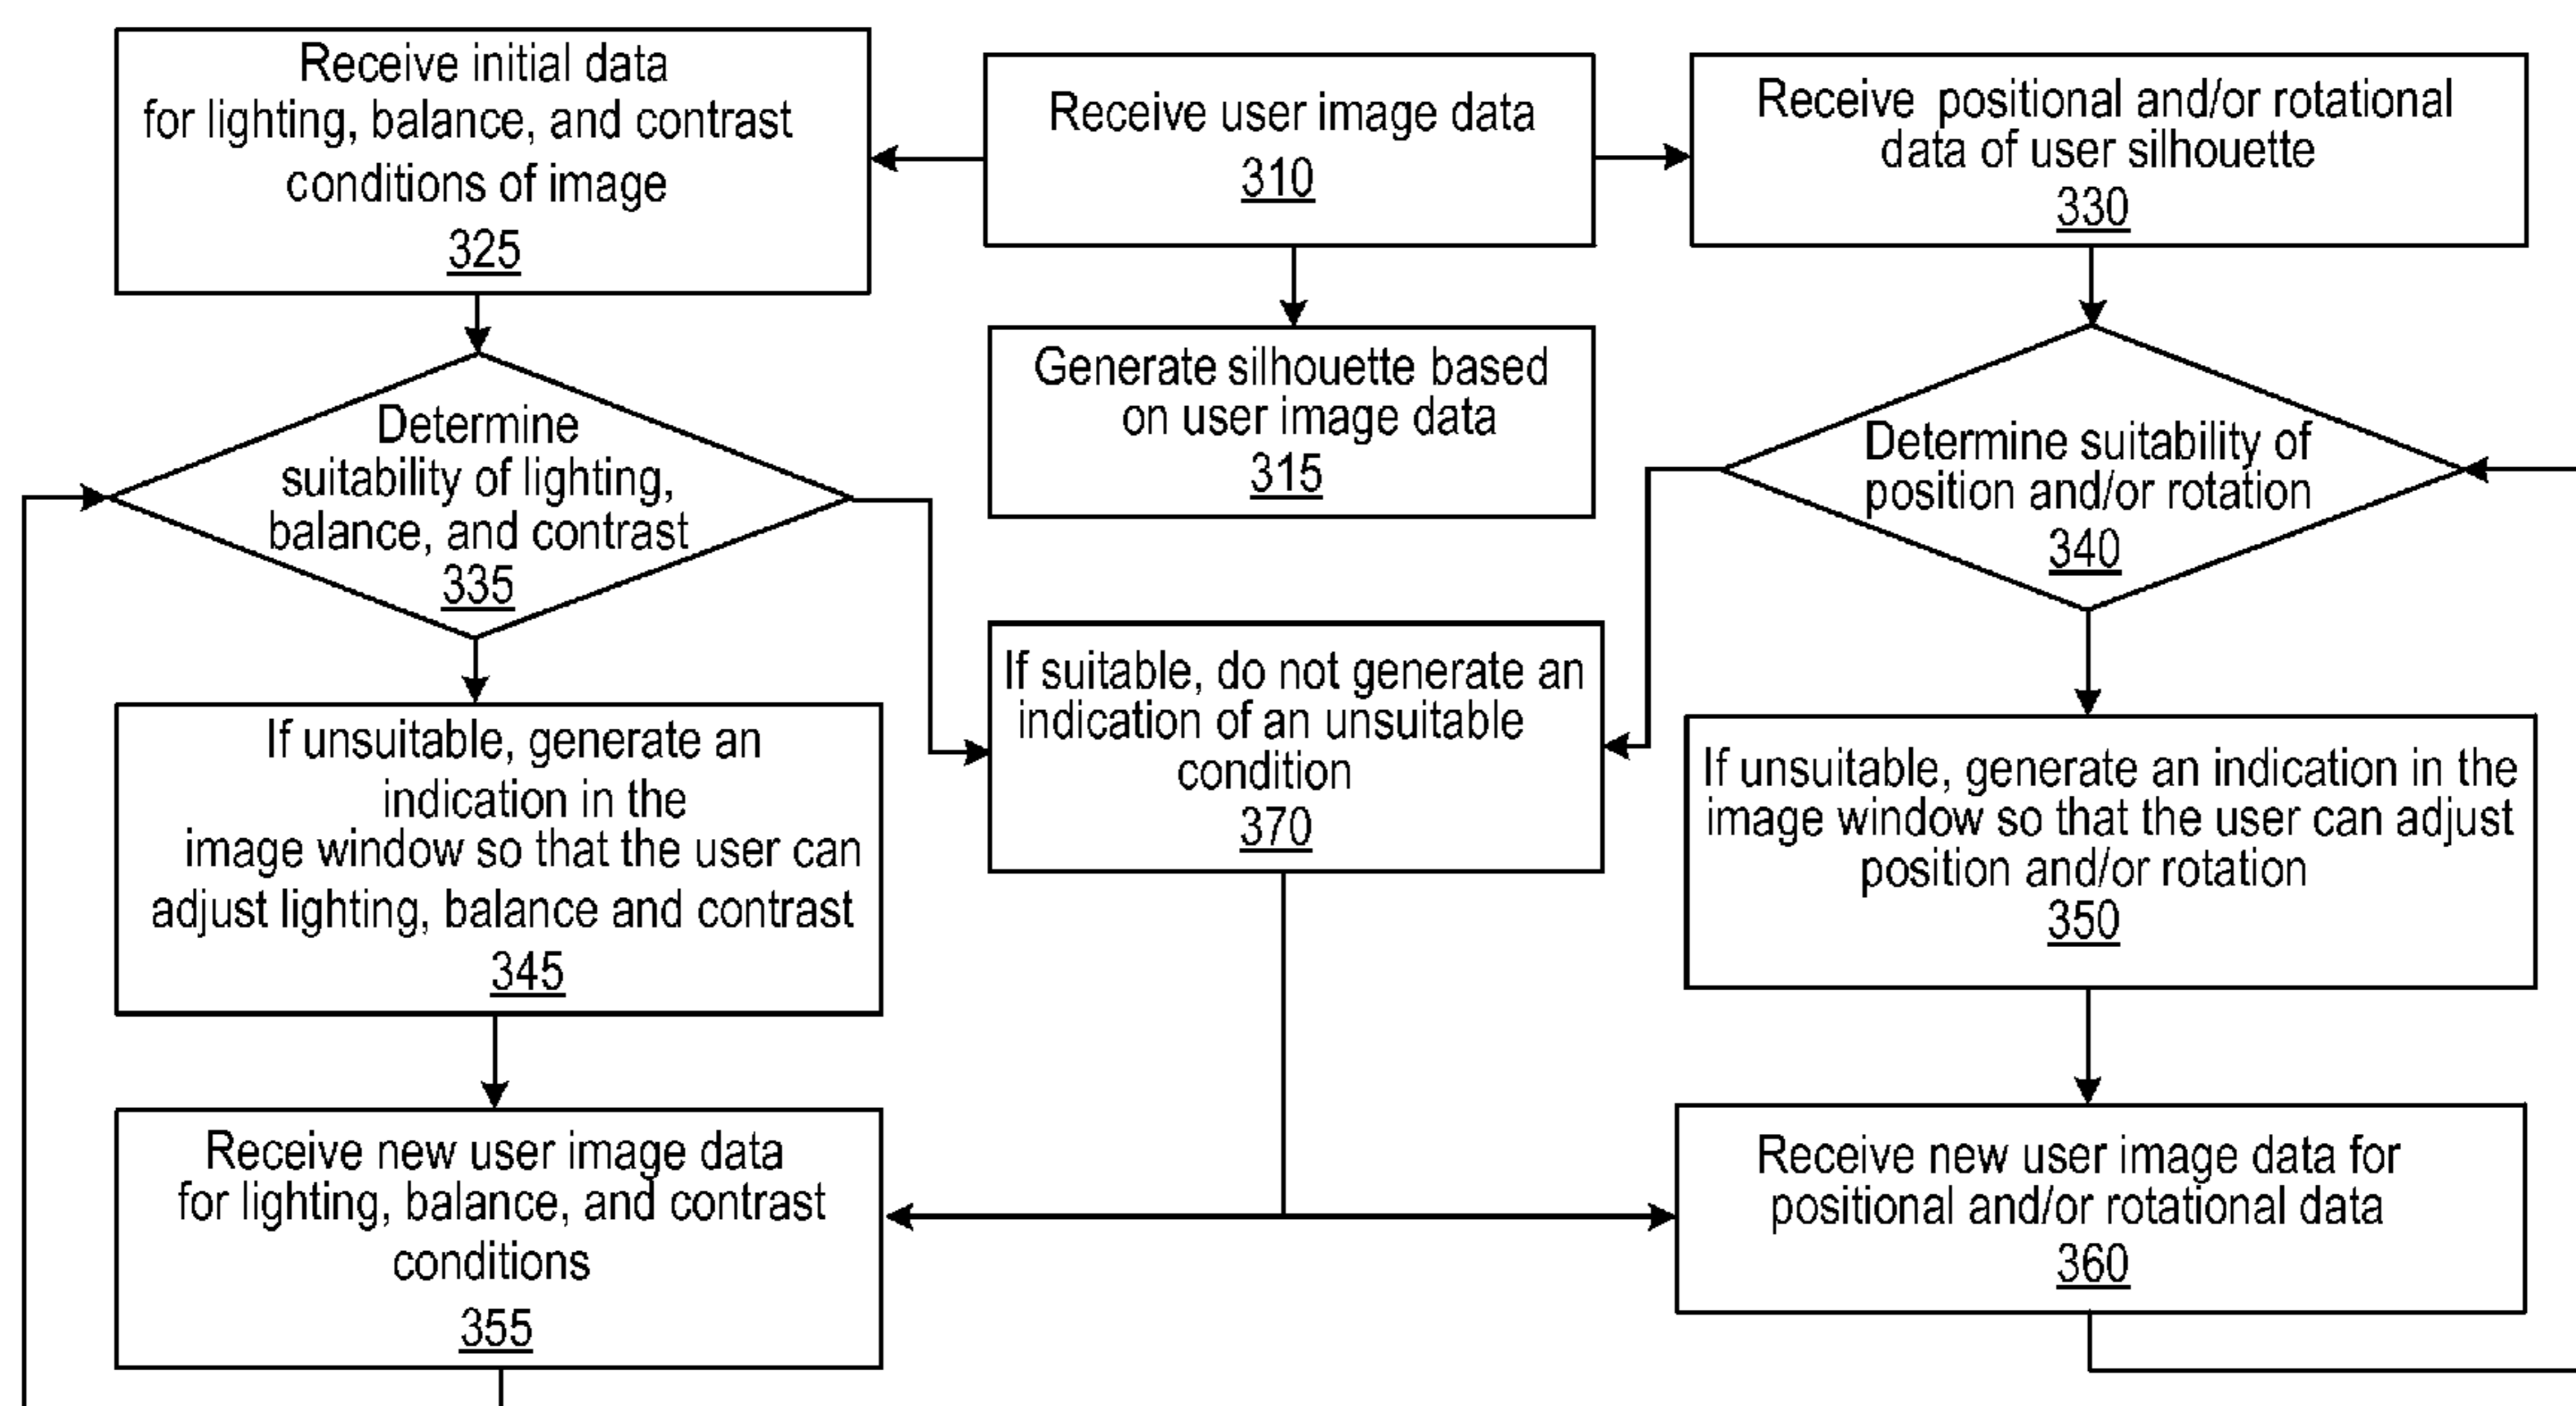 Receive initial data
for lighting, balance, and contrast
conditions of image
325
Receive user image data
310
Receive positional and/or rotational
data of user silhouette
330
Generate silhouette based
on user image data
315
Determine
suitability of lighting,
balance, and contrast
335
Determine suitability of
position and/or rotation
340
If suitable, do not generate an
indication of an unsuitable
condition
370
If unsuitable, generate an
indication in the
image window so that the user can
adjust lighting, balance and contrast
345
If unsuitable, generate an indication in the
image window so that the user can adjust
position and/or rotation
350
Receive new user image data
for lighting, balance, and contrast
conditions
355
Receive new user image data for
positional and/or rotational data
360